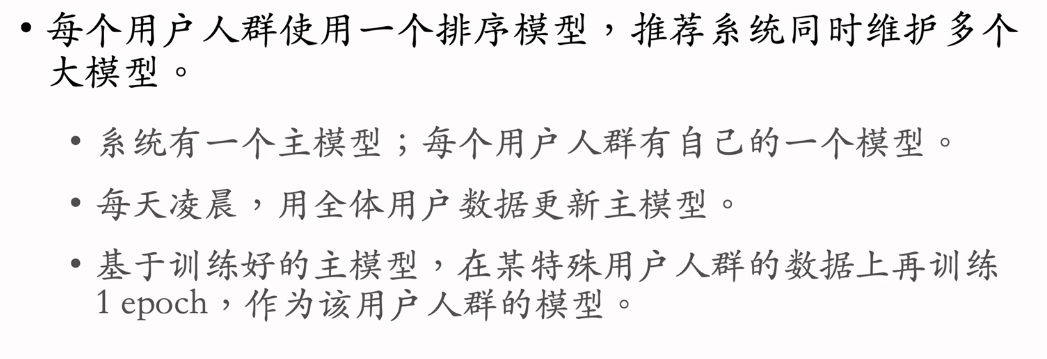 • 每个用户人群使用一个排序模型，推荐系统同时维护多个
大模型。
• 系统有一个主模型；每个用户人群有自己的一个模型。
• 每天凌晨，用全体用户数据更新主模型。
• 基于训练好的主模型，在某特殊用户人群的数据上再训练
1 epoch，作为该用户人群的模型。